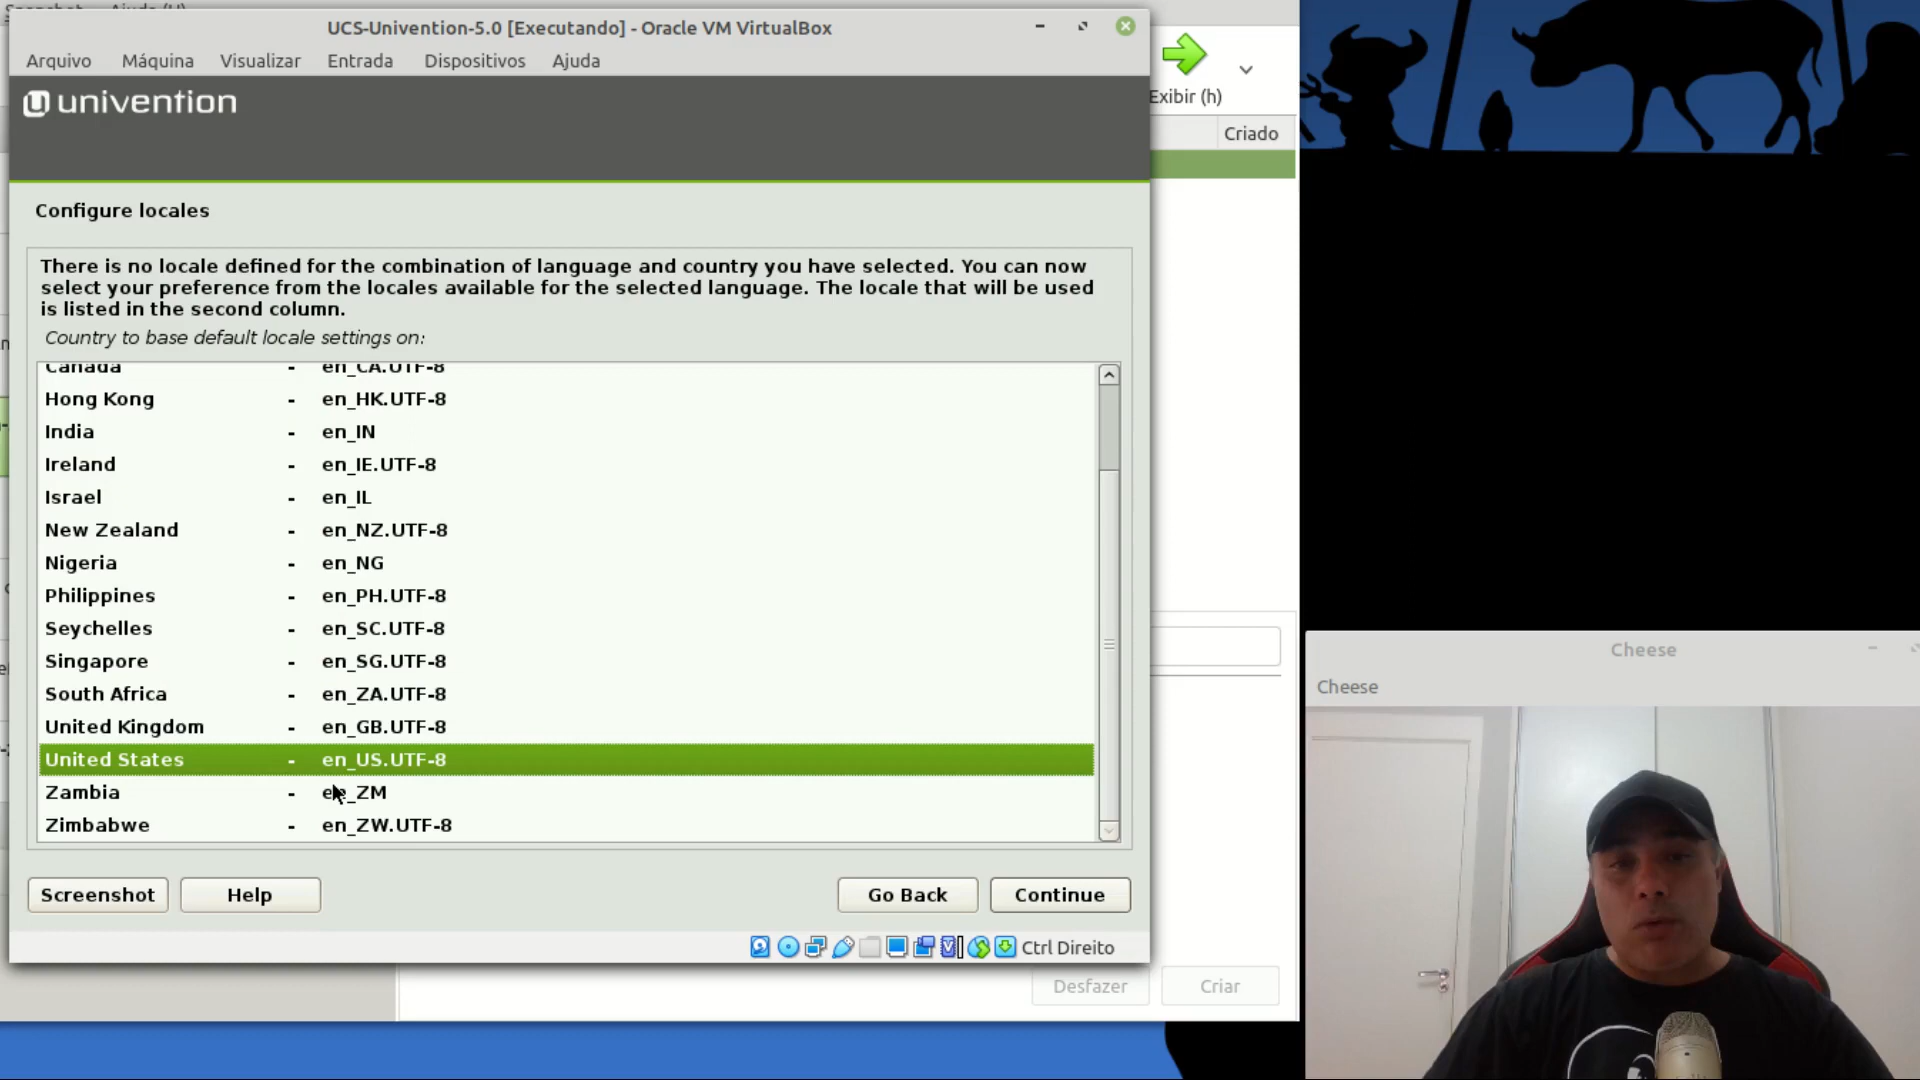 UCS-Univention-5.0 [Executando] - Oracle VM VirtualBox
Arquivo Máquina Visualizar Entrada Dispositivos Ajuda
univention
Configure locales
There is no locale defined for the combination of language and country you have selected. You can now
select your preference from the locales available for the selected language. The locale that will be used
is listed in the second column.
Country to base default locale settings on:
Canada - en_CA.UTF-8
Hong Kong - en_HK.UTF-8
India - en_IN
Ireland - en_IE.UTF-8
Israel - en_IL
New Zealand - en_NZ.UTF-8
Nigeria - en_NG
Philippines - en_PH.UTF-8
Seychelles - en_SC.UTF-8
Singapore - en_SG.UTF-8
South Africa - en_ZA.UTF-8
United Kingdom - en_GB.UTF-8
United States - en_US.UTF-8
Zambia - en_ZM
Zimbabwe - en_ZW.UTF-8
Screenshot Help Go Back Continue
Ctrl Direito
Exibir (h)
Criado
Desfazer Criar
Cheese
Cheese